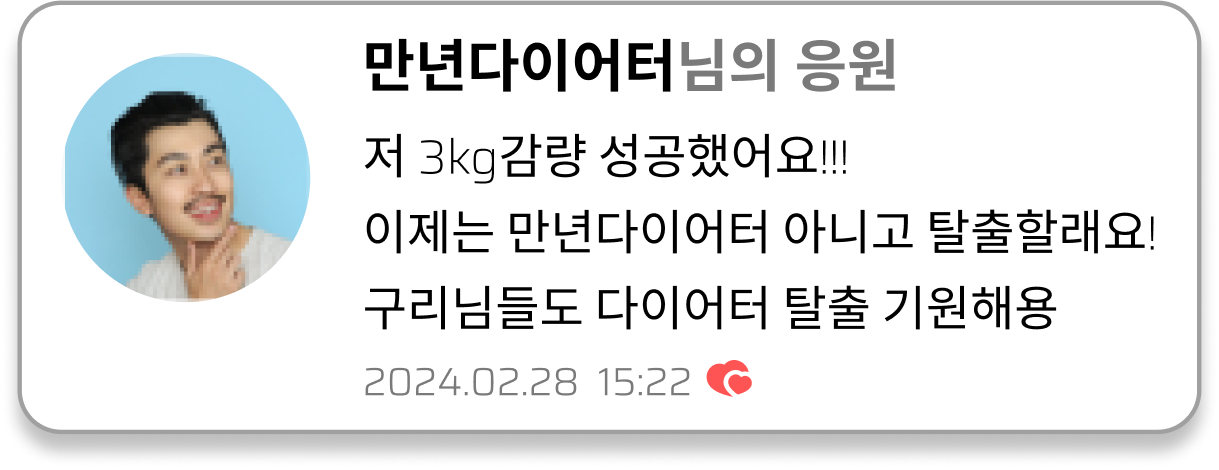 만년다이어터님의 응원
저 3kg감량 성공했어요!!!
이제는 만년다이어터 아니고 탈출할래요!
구리님들도 다이어터 탈출 기원해용
2024.02.28 15:22